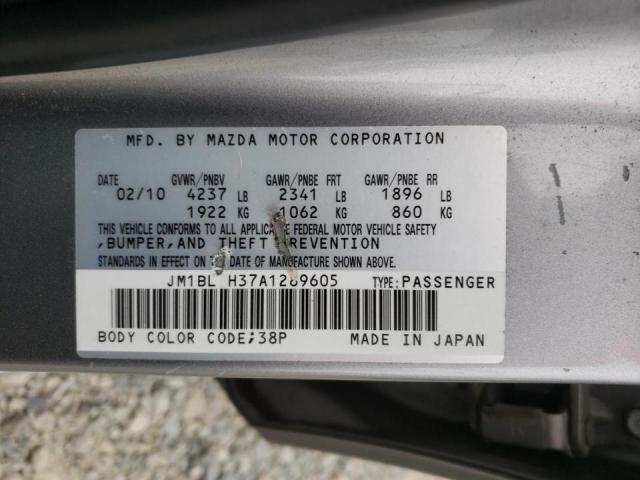 MFD. BY MAZDA MOTOR CORPORATION
DATE GVWR/PNBV GAWR/PNBE FRT GAWR/PNBE RR
02/10 4237 LB 2341 LB 1896 LB
1922 KG 1062 KG 860 KG
THIS VEHICLE CONFORMS TO ALL APPLICABLE FEDERAL MOTOR VEHICLE SAFETY
,BUMPER,AND THEFT PREVENTION
STANDARDS IN EFFECT ON DATE OF MANUFACTURE SHOWN ABOVE.
JM1BL TYPE:PASSENGER
BODY COLOR CODE;38P MADE IN JAPAN